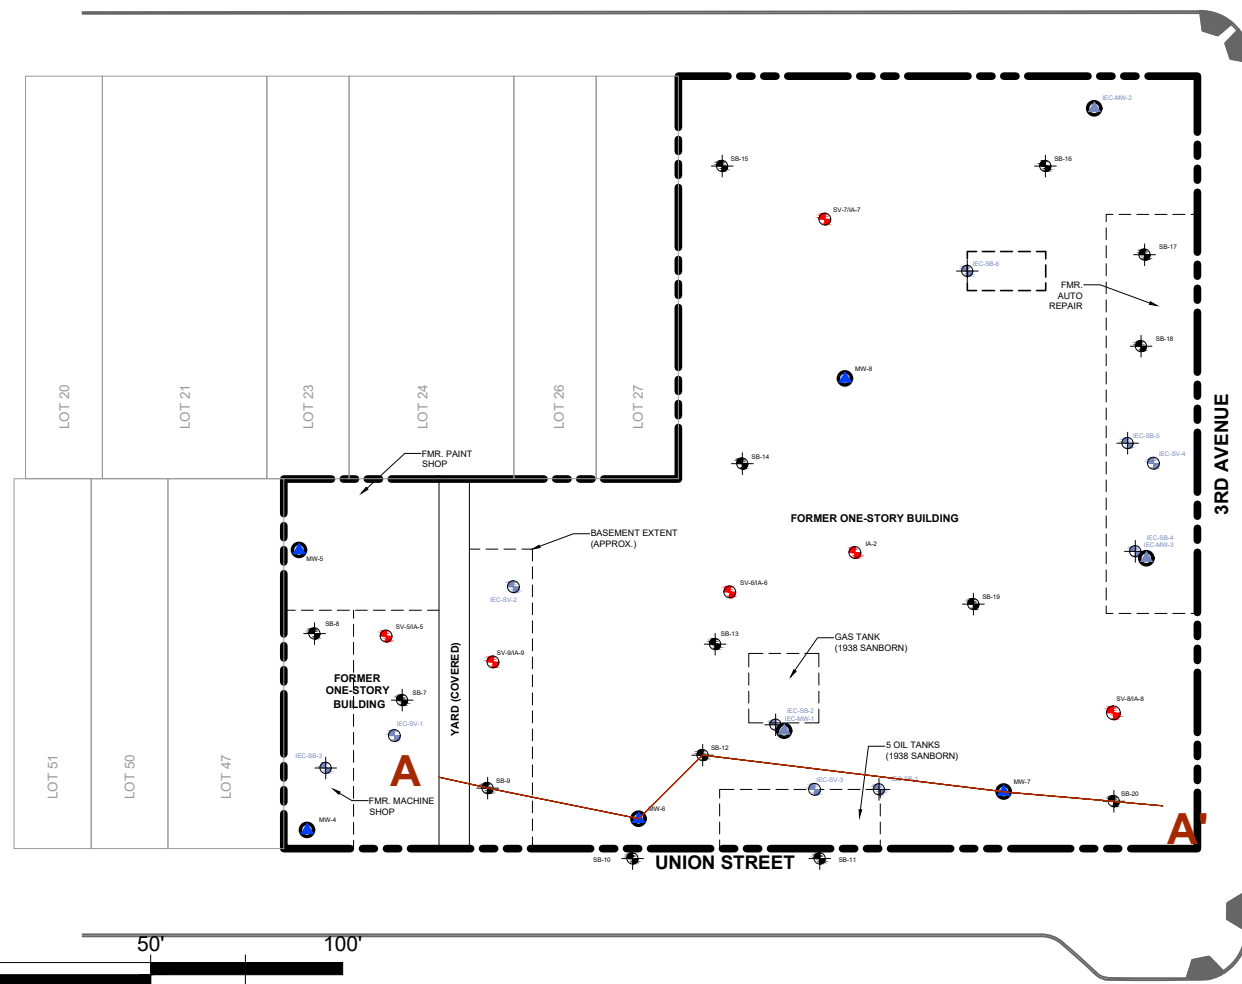 IEC-MW-2
SB-15
SB-16
SV-7/IA-7
SB-17
IEC-SB-6
FMR.
AUTO
REPAIR
SB-18
MW-8
LOT 20
LOT 21
LOT 23
LOT 24
LOT 26
LOT 27
3RD AVENUE
IEC-SB-5
IEC-SV-4
FMR. PAINT
SHOP
SB-14
FORMER ONE-STORY BUILDING
BASEMENT EXTENT
(APPROX.)
IEC-SB-4
IEC-MW-3
IA-2
MW-5
IEC-SV-2
SV-6/IA-6
SB-19
SB-8
SV-5/IA-5
SB-13
GAS TANK
(1938 SANBORN)
SV-9/IA-9
YARD (COVERED)
FORMER
ONE-STORY
BUILDING
SB-7
SV-8/IA-8
IEC-SB-2
IEC-MW-1
IEC-SV-1
SB-12
5 OIL TANKS
(1938 SANBORN)
IEC-SB-3
A
SB-9
IEC-SV-3
IEC-SB-1
MW-7
SB-20
LOT 51
LOT 50
LOT 47
FMR. MACHINE
SHOP
MW-4
MW-6
A'
SB-10
UNION STREET
SB-11
50'
100'